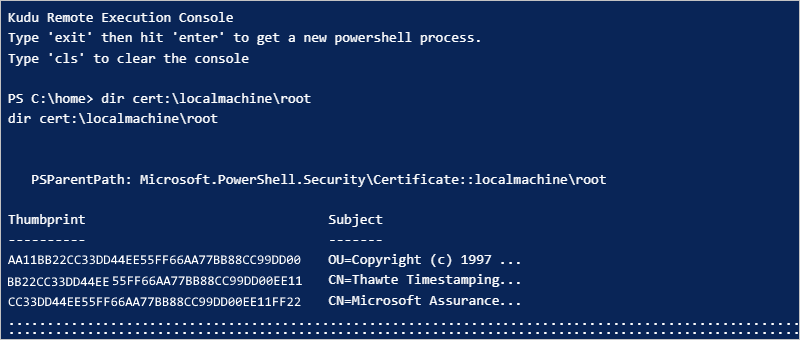 Kudu Remote Execution Console
Type 'exit' then hit 'enter' to get a new powershell process.
Type 'cls' to clear the console
PS C:\home> dir cert:\localmachine\root
dir cert:\localmachine\root
PSParentPath: Microsoft.PowerShell.Security\Certificate::localmachine\root
Thumbprint Subject
---------- -------
AA11BB22CC33DD44EE55FF66AA77BB88CC99DD00 OU=Copyright (c) 1997 ...
BB22CC33DD44EE 55FF66AA77BB88CC99DD00EE11 CN=Thawte Timestamping...
CC33DD44EE55FF66AA77BB88CC99DD00EE11FF22 CN=Microsoft Assurance...